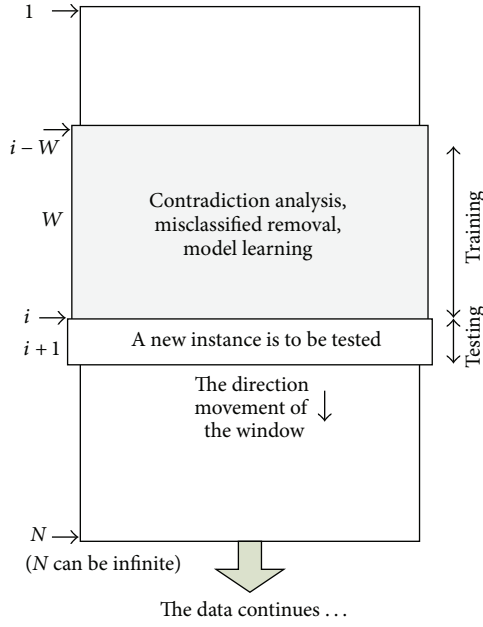 1
i – W
W
Contradiction analysis,
misclassified removal,
model learning
Training
i
i + 1
A new instance is to be tested
Testing
The direction
movement of
the window
N
(N can be infinite)
The data continues …